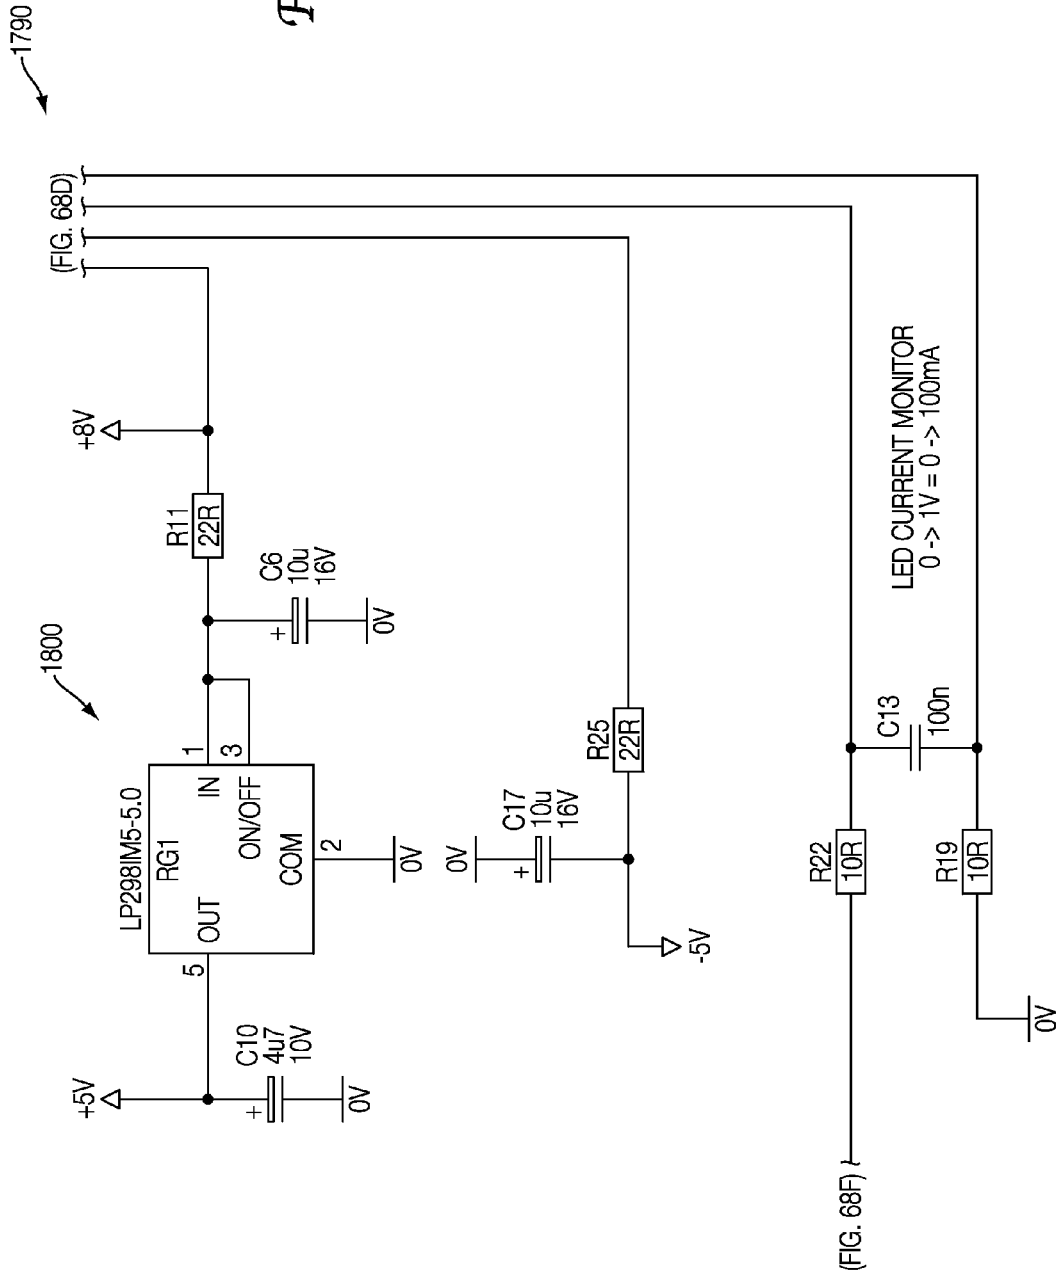 1790
F
(FIG. 68D)
+8V
R11
22R
C6
10u
16V
+
0V
1800
LP298IM5-5.0
RG1
IN
1
ON/OFF
3
COM
2
OUT
5
0V
+5V
C10
4u7
10V
+
0V
R25
22R
C17
10u
16V
+
0V
-5V
LED CURRENT MONITOR
0 -> 1V = 0 -> 100mA
C13
100n
R22
10R
R19
10R
(FIG. 68F)
0V